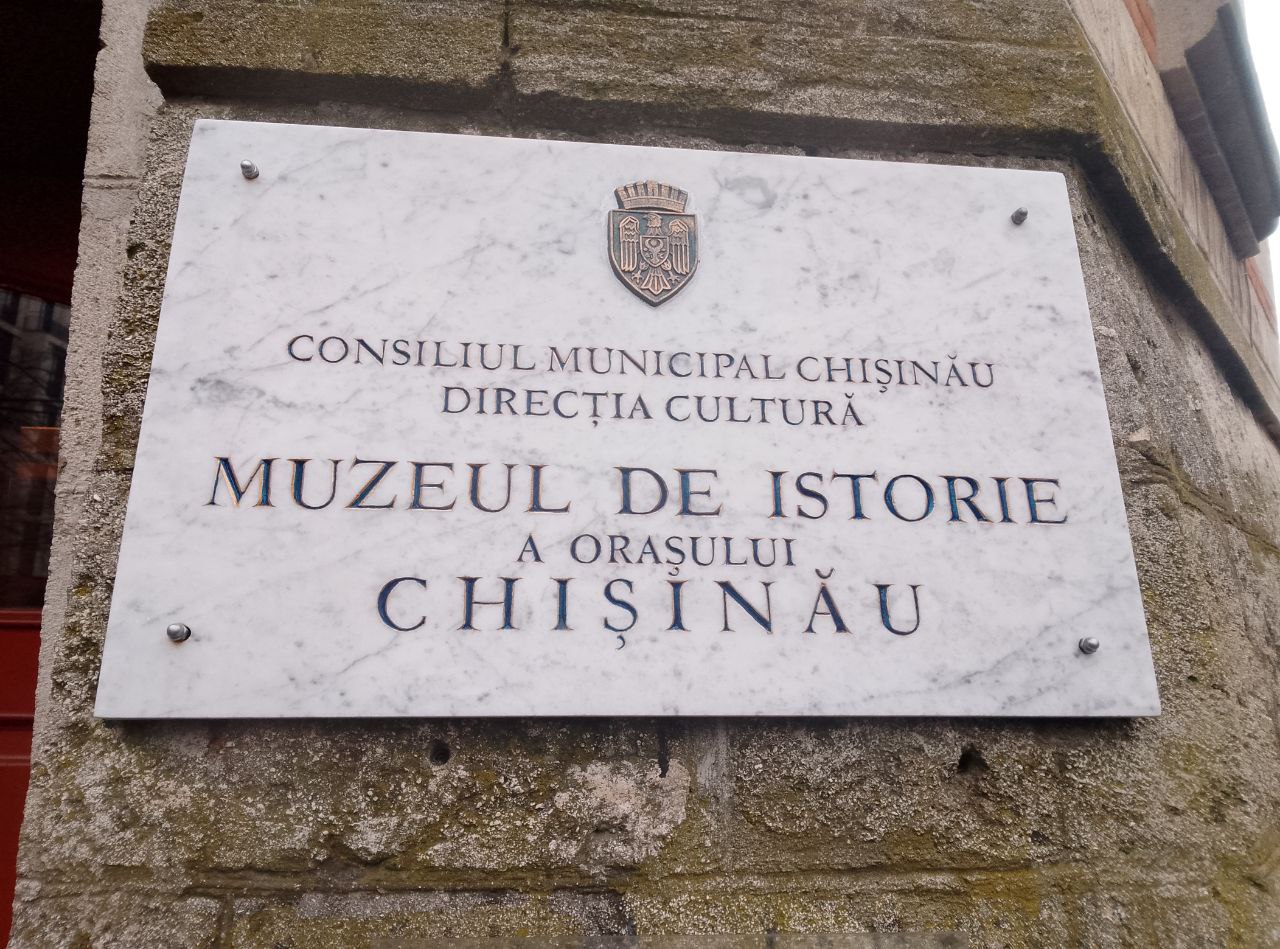 CONSILIUL MUNICIPAL CHIȘINĂU
DIRECȚIA CULTURĂ
MUZEUL DE ISTORIE
A ORAȘULUI
CHIȘINĂU